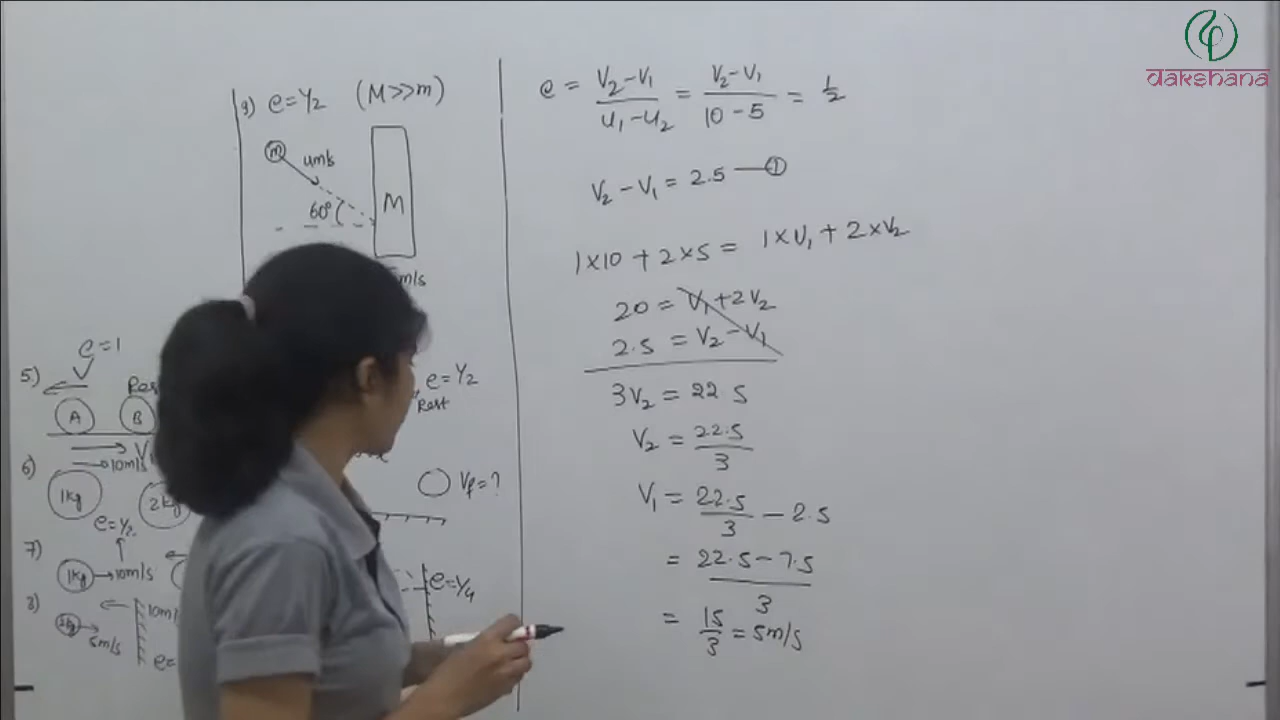 dakshana
9) e=1/2 (M>>m)
m
um/s
60°
M
m/s
5)
e=1
A
B
e=1/2
Rest
6)
10m/s
1kg
2kg
e=1/2
Vf=?
7)
1kg
10m/s
e=1/4
8)
5m/s
10m/
e=
e = V₂-V₁/u₁-u₂ = V₂-V₁/10-5 = 1/2
V₂-V₁ = 2.5 —①
1×10 + 2×5 = 1×V₁ + 2×V₂
20 = V₁+2V₂
2.5 = V₂-V₁
3V₂ = 22.5
V₂ = 22.5/3
V₁ = 22.5/3 - 2.5
= 22.5-7.5/3
= 15/3 = 5m/s